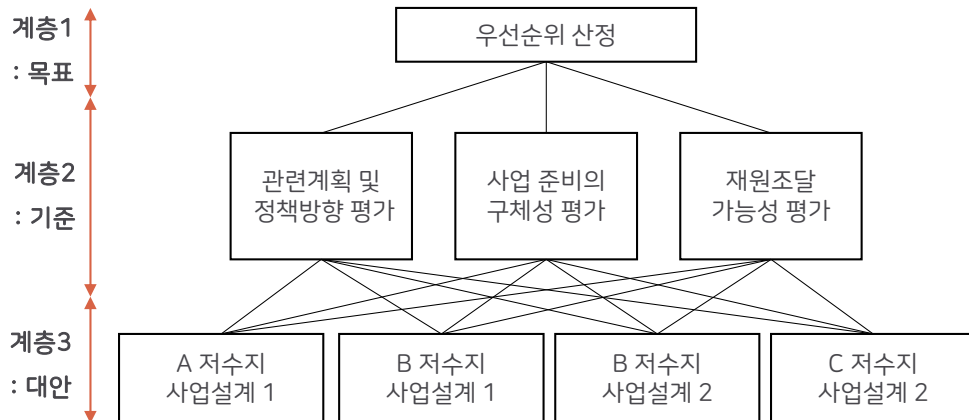 계층1
: 목표
우선순위 산정
계층2
: 기준
관련계획 및
정책방향 평가
사업 준비의
구체성 평가
재원조달
가능성 평가
계층3
: 대안
A 저수지
사업설계 1
B 저수지
사업설계 1
B 저수지
사업설계 2
C 저수지
사업설계 2